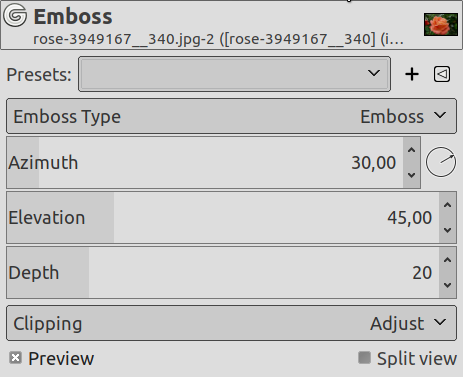 Emboss
rose-3949167__340.jpg-2 ([rose-3949167__340] (i...
Presets:
Emboss Type Emboss
Azimuth 30,00
Elevation 45,00
Depth 20
Clipping Adjust
Preview Split view